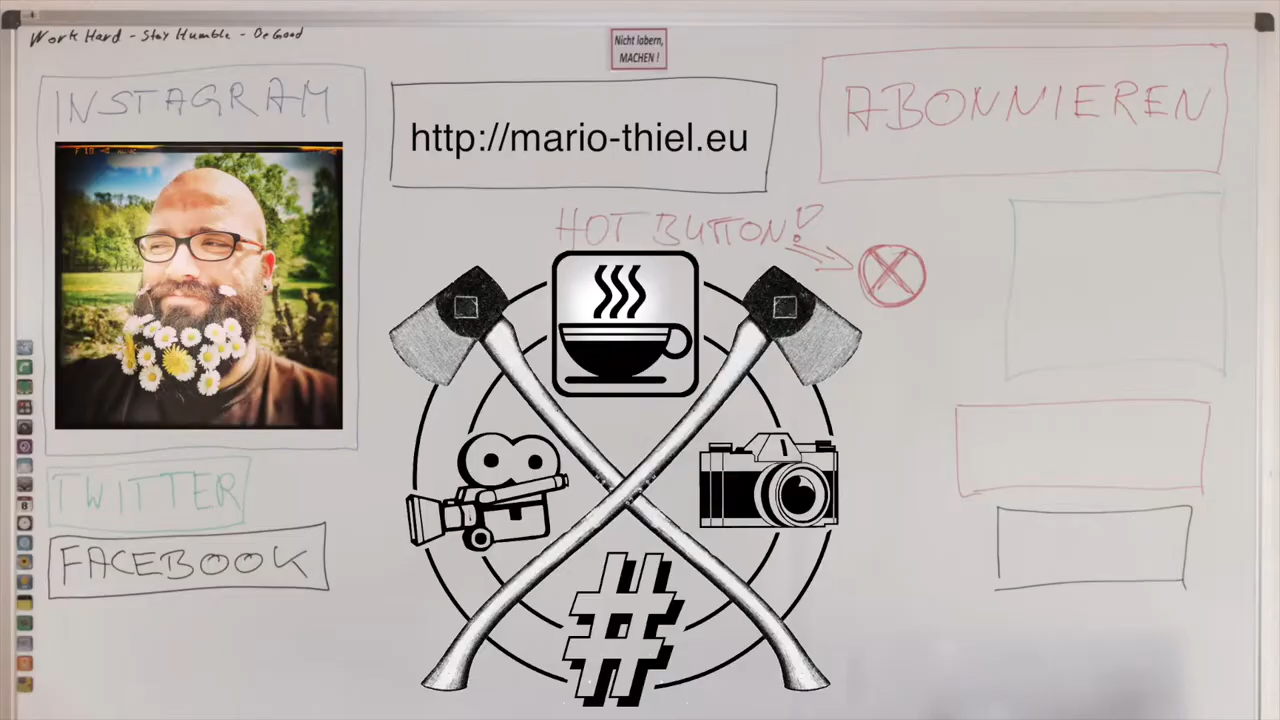 Work Hard - Stay Humble - Do Good
Nicht labern,
MACHEN !
INSTAGRAM
http://mario-thiel.eu
ABONNIEREN
HOT BUTTON!
TWITTER
FACEBOOK
#